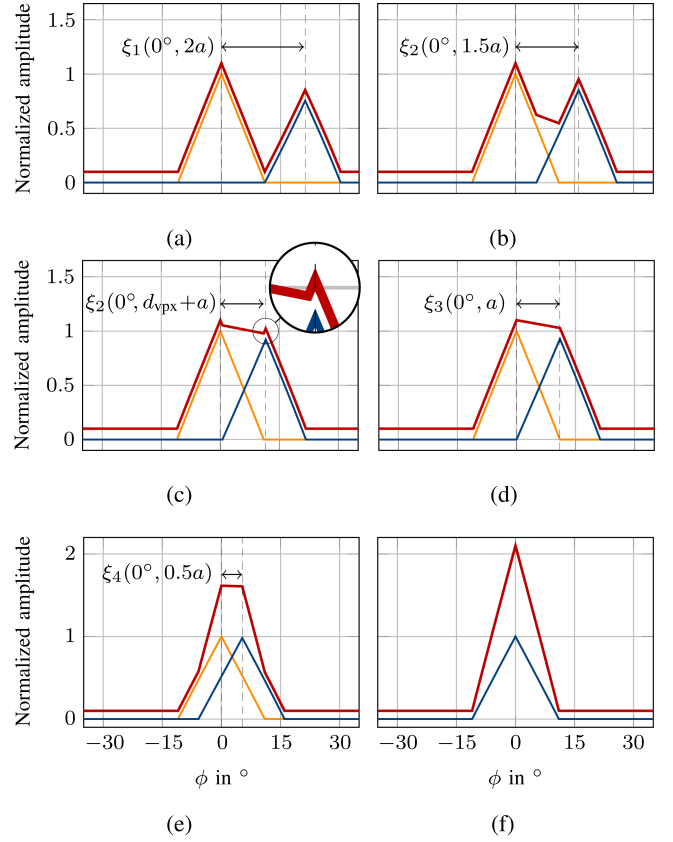 Normalized amplitude
1.5
1
0.5
0
ξ₁(0°, 2a)
ξ₂(0°, 1.5a)
(a)
(b)
Normalized amplitude
1.5
1
0.5
0
ξ₂(0°, d_vpx+a)
ξ₃(0°, a)
(c)
(d)
Normalized amplitude
2
1
0
ξ₄(0°, 0.5a)
−30 −15 0 15 30
−30 −15 0 15 30
ϕ in °
ϕ in °
(e)
(f)